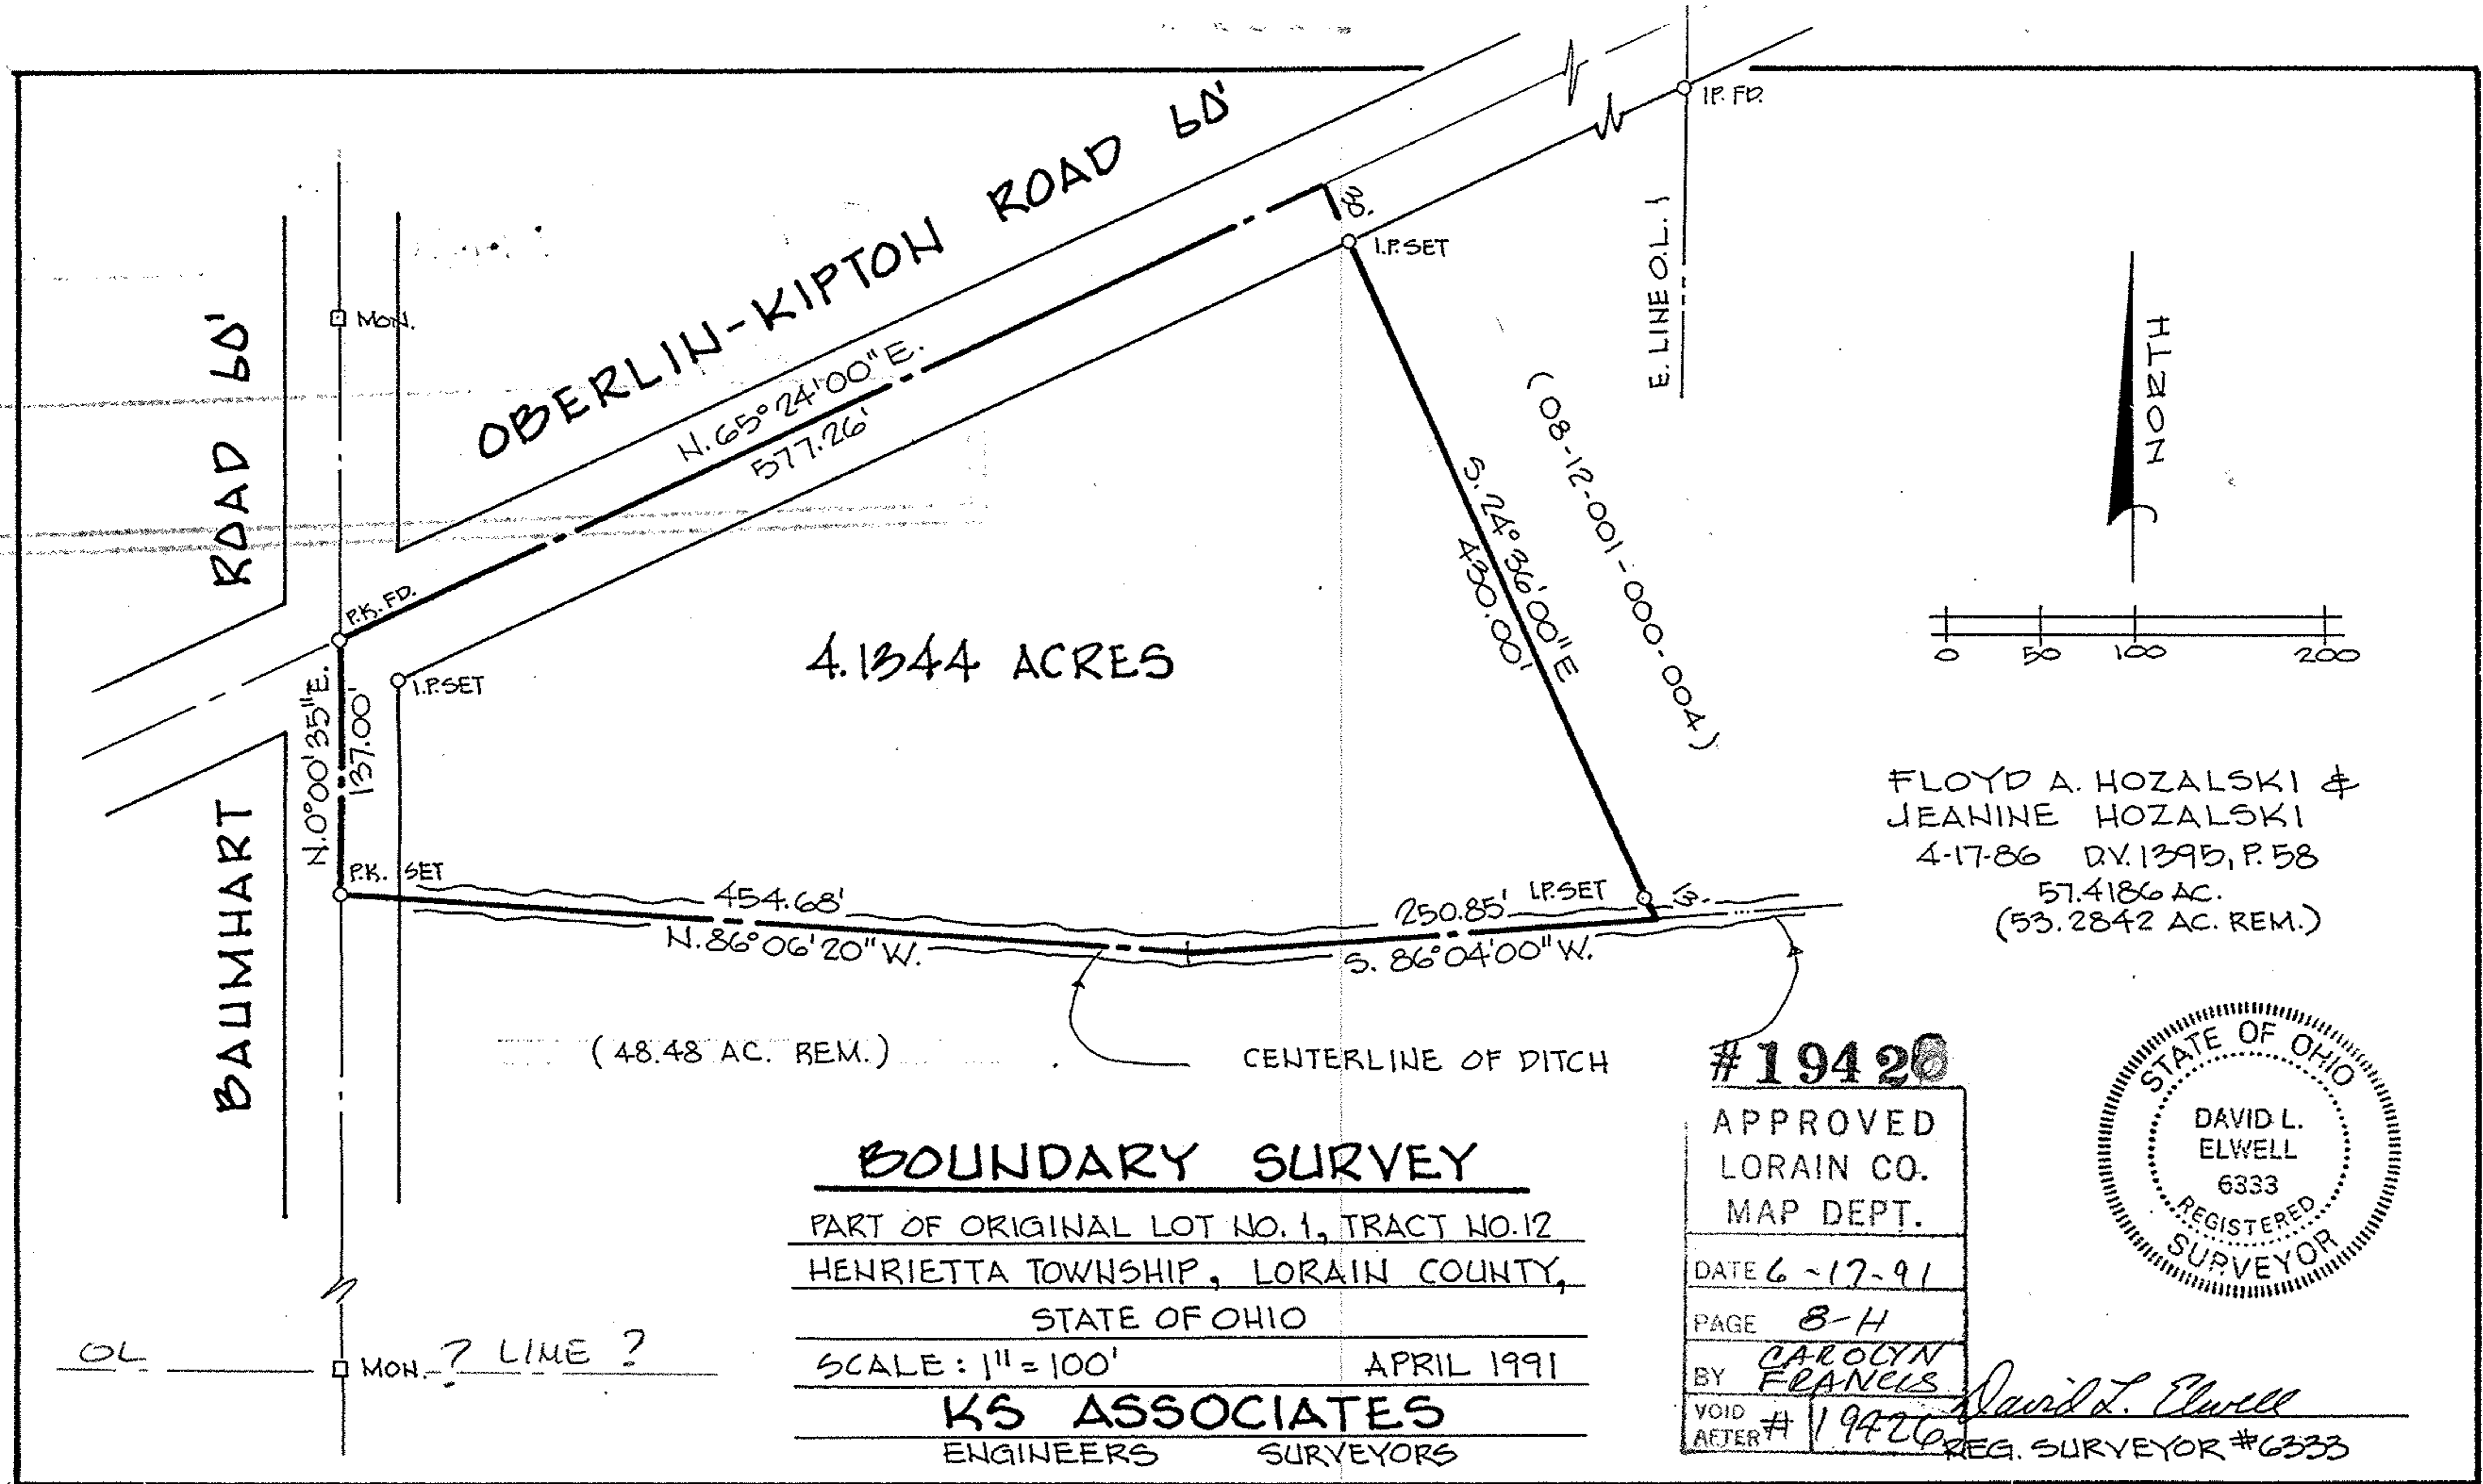 OBERLIN-KIPTON ROAD 60'
I.P. FD.
30.
I.P. SET
E. LINE O.L. 1
MON.
BAUMHART ROAD 60'
N. 65° 24' 00" E.
577.26'
P.K. FD.
I.P. SET
N. 0° 00' 35" E.
137.00'
4.1344 ACRES
S. 24° 36' 00" E
430.00'
(08-12-001-000-004)
NORTH
0 50 100 200
FLOYD A. HOZALSKI &
JEANINE HOZALSKI
4-17-86 D.V. 1395, P. 58
57.4186 AC.
(53.2842 AC. REM.)
P.K. SET
454.68'
N. 86° 06' 20" W.
250.85'
S. 86° 04' 00" W.
I.P. SET
13.
(48.48 AC. REM.)
CENTERLINE OF DITCH
OL
MON. ? LINE ?
BOUNDARY SURVEY
PART OF ORIGINAL LOT NO. 1, TRACT NO. 12
HENRIETTA TOWNSHIP, LORAIN COUNTY,
STATE OF OHIO
SCALE: 1" = 100' APRIL 1991
KS ASSOCIATES
ENGINEERS SURVEYORS
#19426
APPROVED
LORAIN CO.
MAP DEPT.
DATE 6-17-91
PAGE 8-H
BY CAROLYN
FRANCIS
VOID
AFTER # 19426
STATE OF OHIO
DAVID L.
ELWELL
6333
REGISTERED
SURVEYOR
David L. Elwell
REG. SURVEYOR #6333